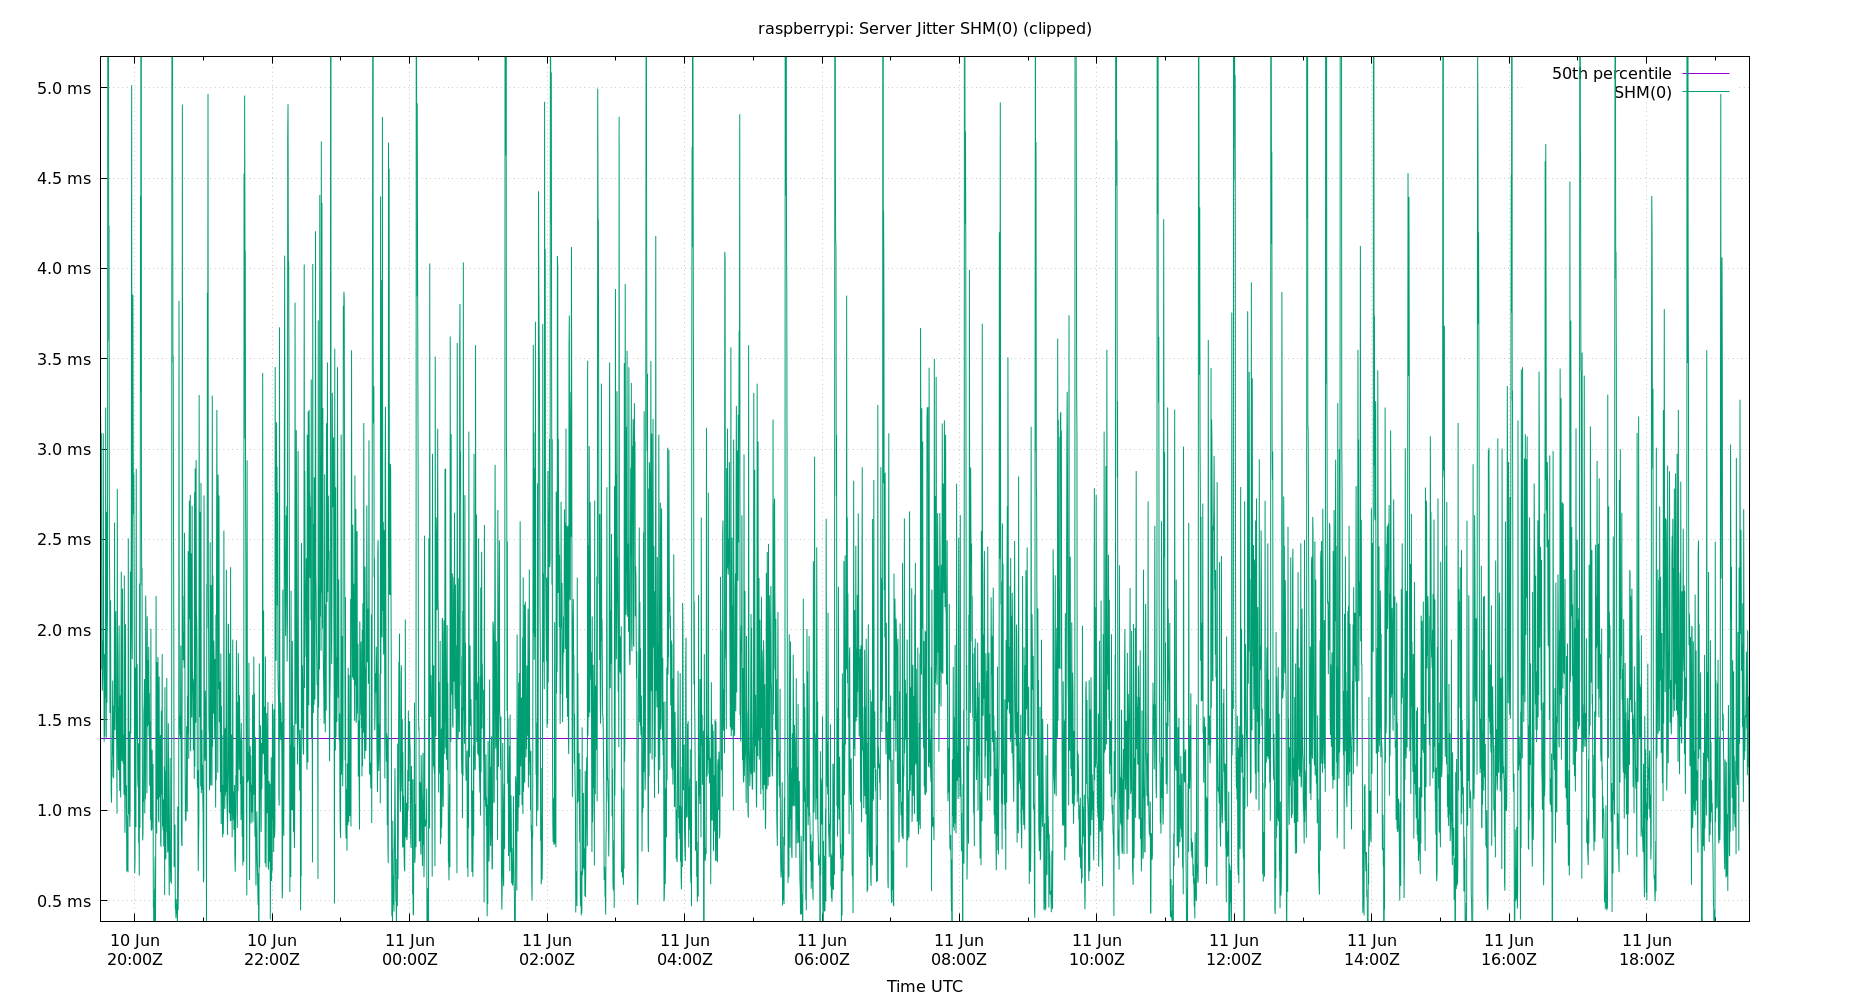 raspberrypi: Server Jitter SHM(0) (clipped)
50th percentile
SHM(0)
5.0 ms
4.5 ms
4.0 ms
3.5 ms
3.0 ms
2.5 ms
2.0 ms
1.5 ms
1.0 ms
0.5 ms
10 Jun 10 Jun 11 Jun 11 Jun 11 Jun 11 Jun 11 Jun 11 Jun 11 Jun 11 Jun 11 Jun 11 Jun
20:00Z 22:00Z 00:00Z 02:00Z 04:00Z 06:00Z 08:00Z 10:00Z 12:00Z 14:00Z 16:00Z 18:00Z
Time UTC